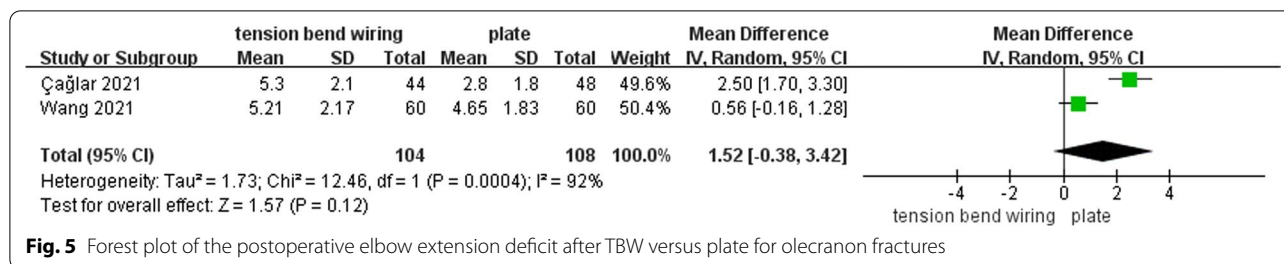 tension bend wiring plate Mean Difference Mean Difference
Study or Subgroup Mean SD Total Mean SD Total Weight IV, Random, 95% CI IV, Random, 95% CI
Çağlar 2021 5.3 2.1 44 2.8 1.8 48 49.6% 2.50 [1.70, 3.30]
Wang 2021 5.21 2.17 60 4.65 1.83 60 50.4% 0.56 [-0.16, 1.28]
Total (95% CI) 104 108 100.0% 1.52 [-0.38, 3.42]
Heterogeneity: Tau² = 1.73; Chi² = 12.46, df = 1 (P = 0.0004); I² = 92%
Test for overall effect: Z = 1.57 (P = 0.12)
-4 -2 0 2 4
tension bend wiring plate
Fig. 5 Forest plot of the postoperative elbow extension deficit after TBW versus plate for olecranon fractures